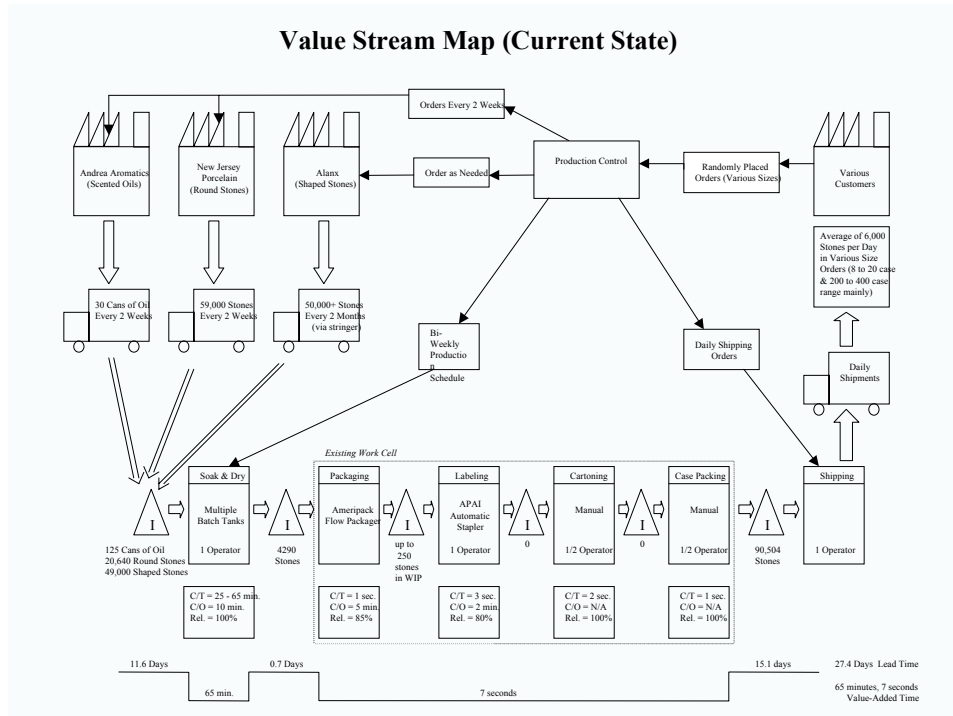 Value Stream Map (Current State)
Orders Every 2 Weeks
Andrea Aromatics
(Scented Oils)
New Jersey
Porcelain
(Round Stones)
Alanx
(Shaped Stones)
Order as Needed
Production Control
Randomly Placed
Orders (Various Sizes)
Various
Customers
30 Cans of Oil
Every 2 Weeks
59,000 Stones
Every 2 Weeks
50,000+ Stones
Every 2 Months
(via stringer)
Average of 6,000
Stones per Day
in Various Size
Orders (8 to 20 case
& 200 to 400 case
range mainly)
Bi-
Weekly
Productio
n
Schedule
Daily Shipping
Orders
Daily
Shipments
Existing Work Cell
I
125 Cans of Oil
20,640 Round Stones
49,000 Shaped Stones
Soak & Dry
Multiple
Batch Tanks
1 Operator
I
4290
Stones
Packaging
Ameripack
Flow Packager
I
up to
250
stones
in WIP
Labeling
APAI
Automatic
Stapler
1 Operator
I
0
Cartoning
Manual
1/2 Operator
I
0
Case Packing
Manual
1/2 Operator
I
90,504
Stones
Shipping
1 Operator
C/T = 25 - 65 min.
C/O = 10 min.
Rel. = 100%
C/T = 1 sec.
C/O = 5 min.
Rel. = 85%
C/T = 3 sec.
C/O = 2 min.
Rel. = 80%
C/T = 2 sec.
C/O = N/A
Rel. = 100%
C/T = 1 sec.
C/O = N/A
Rel. = 100%
11.6 Days
65 min.
0.7 Days
7 seconds
15.1 days
27.4 Days Lead Time
65 minutes, 7 seconds
Value-Added Time